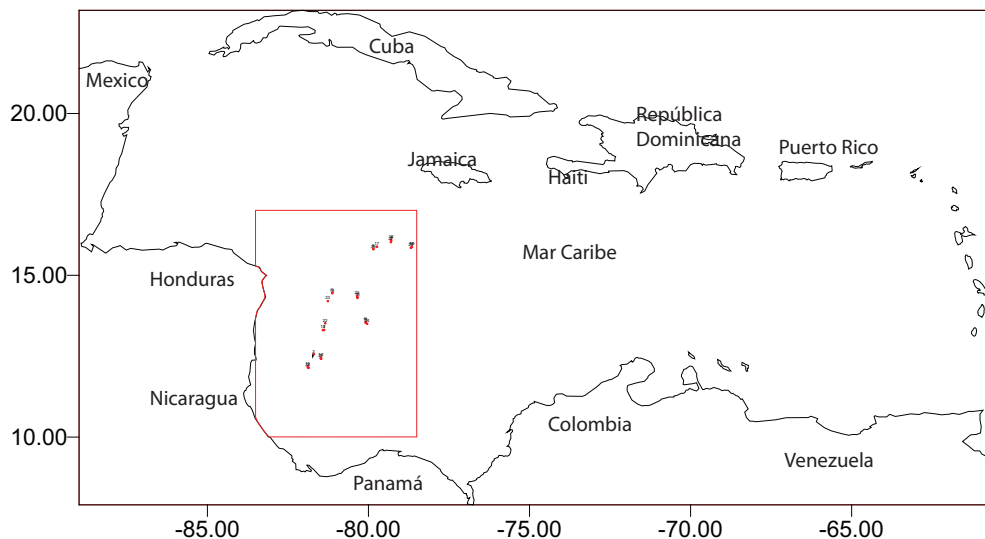 Cuba
Mexico
20.00
República
Dominicana
Puerto Rico
Jamaica
Haiti
Mar Caribe
15.00
Honduras
Nicaragua
10.00
Colombia
Venezuela
Panamá
-85.00
-80.00
-75.00
-70.00
-65.00